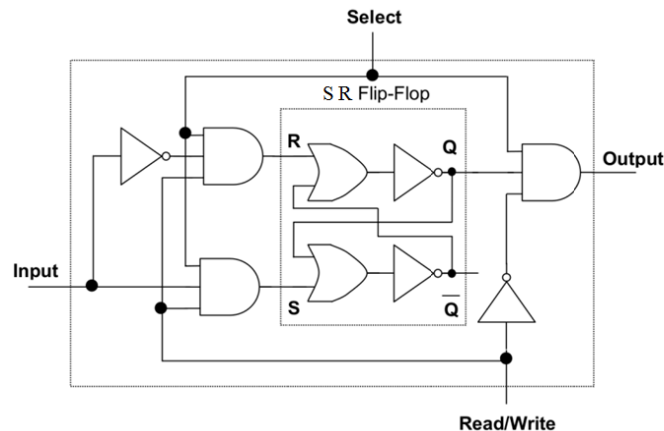 Select
S R Flip-Flop
R
Q
Output
Input
S
Q
Read/Write